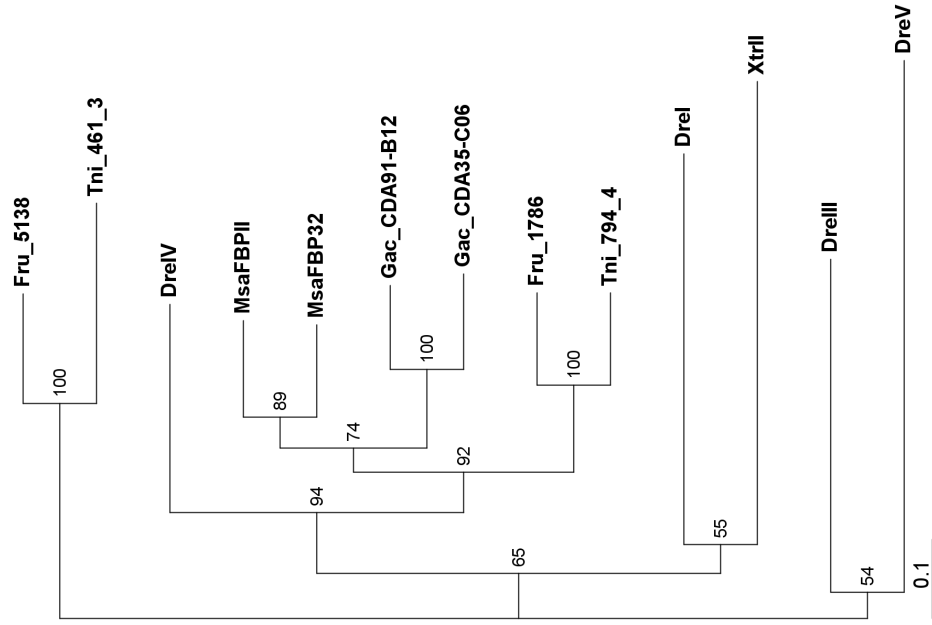 Fru_5138
100
Tni_461_3
DreIV
94
MsaFBPII
89
MsaFBP32
74
Gac_CDA91-B12
100
Gac_CDA35-C06
92
Fru_1786
100
Tni_794_4
65
DreI
55
XtrII
DreIII
54
DreV
0.1